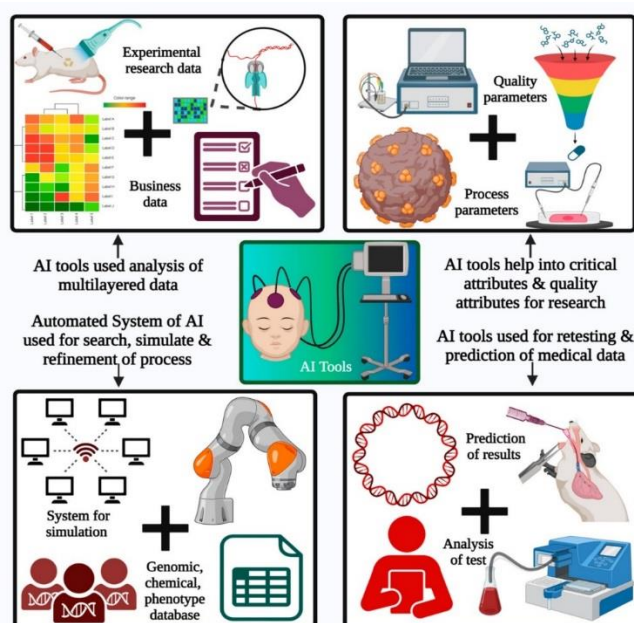 Experimental
research data
Color range
Business
data
Quality
parameters
Process
parameters
AI tools used analysis of
multilayered data
Automated System of AI
used for search, simulate &
refinement of process
AI Tools
AI tools help into critical
attributes & quality
attributes for research
AI tools used for retesting &
prediction of medical data
System for
simulation
Genomic,
chemical,
phenotype
database
Prediction
of results
Analysis
of test